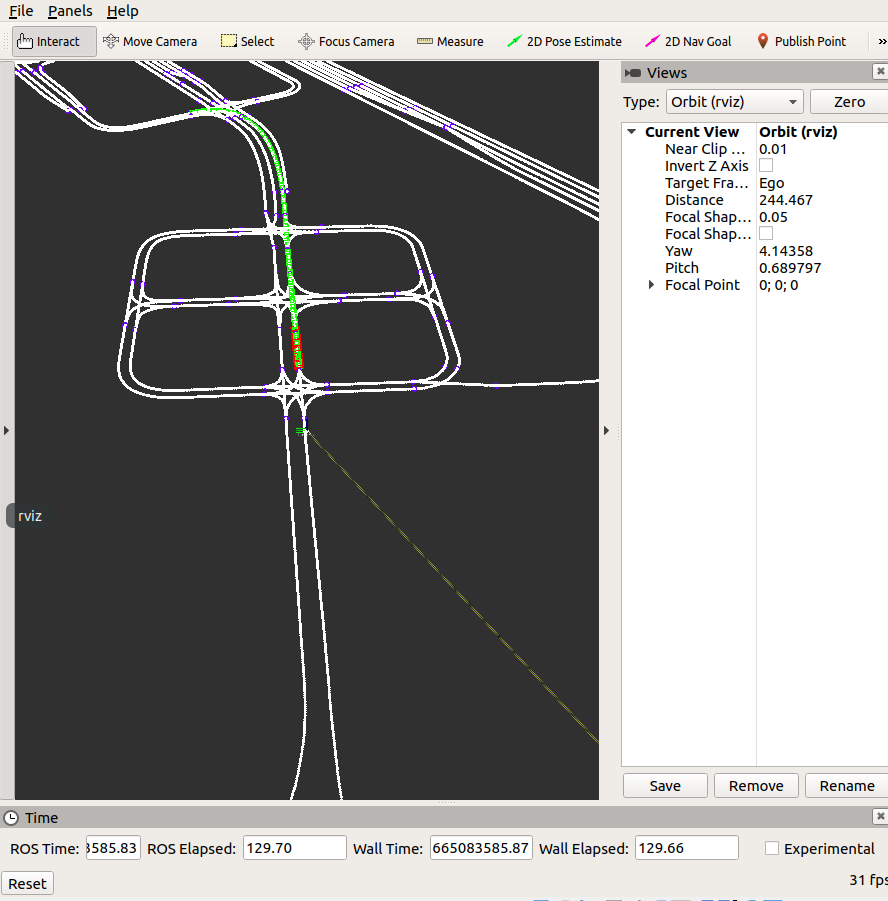 File Panels Help
Interact Move Camera Select Focus Camera Measure 2D Pose Estimate 2D Nav Goal Publish Point »
Views
Type: Orbit (rviz) Zero
Current View Orbit (rviz)
Near Clip ... 0.01
Invert Z Axis
Target Fra... Ego
Distance 244.467
Focal Shap... 0.05
Focal Shap...
Yaw 4.14358
Pitch 0.689797
Focal Point 0; 0; 0
rviz
Save Remove Rename
Time
ROS Time: 3585.83 ROS Elapsed: 129.70 Wall Time: 665083585.87 Wall Elapsed: 129.66 Experimental
Reset 31 fps